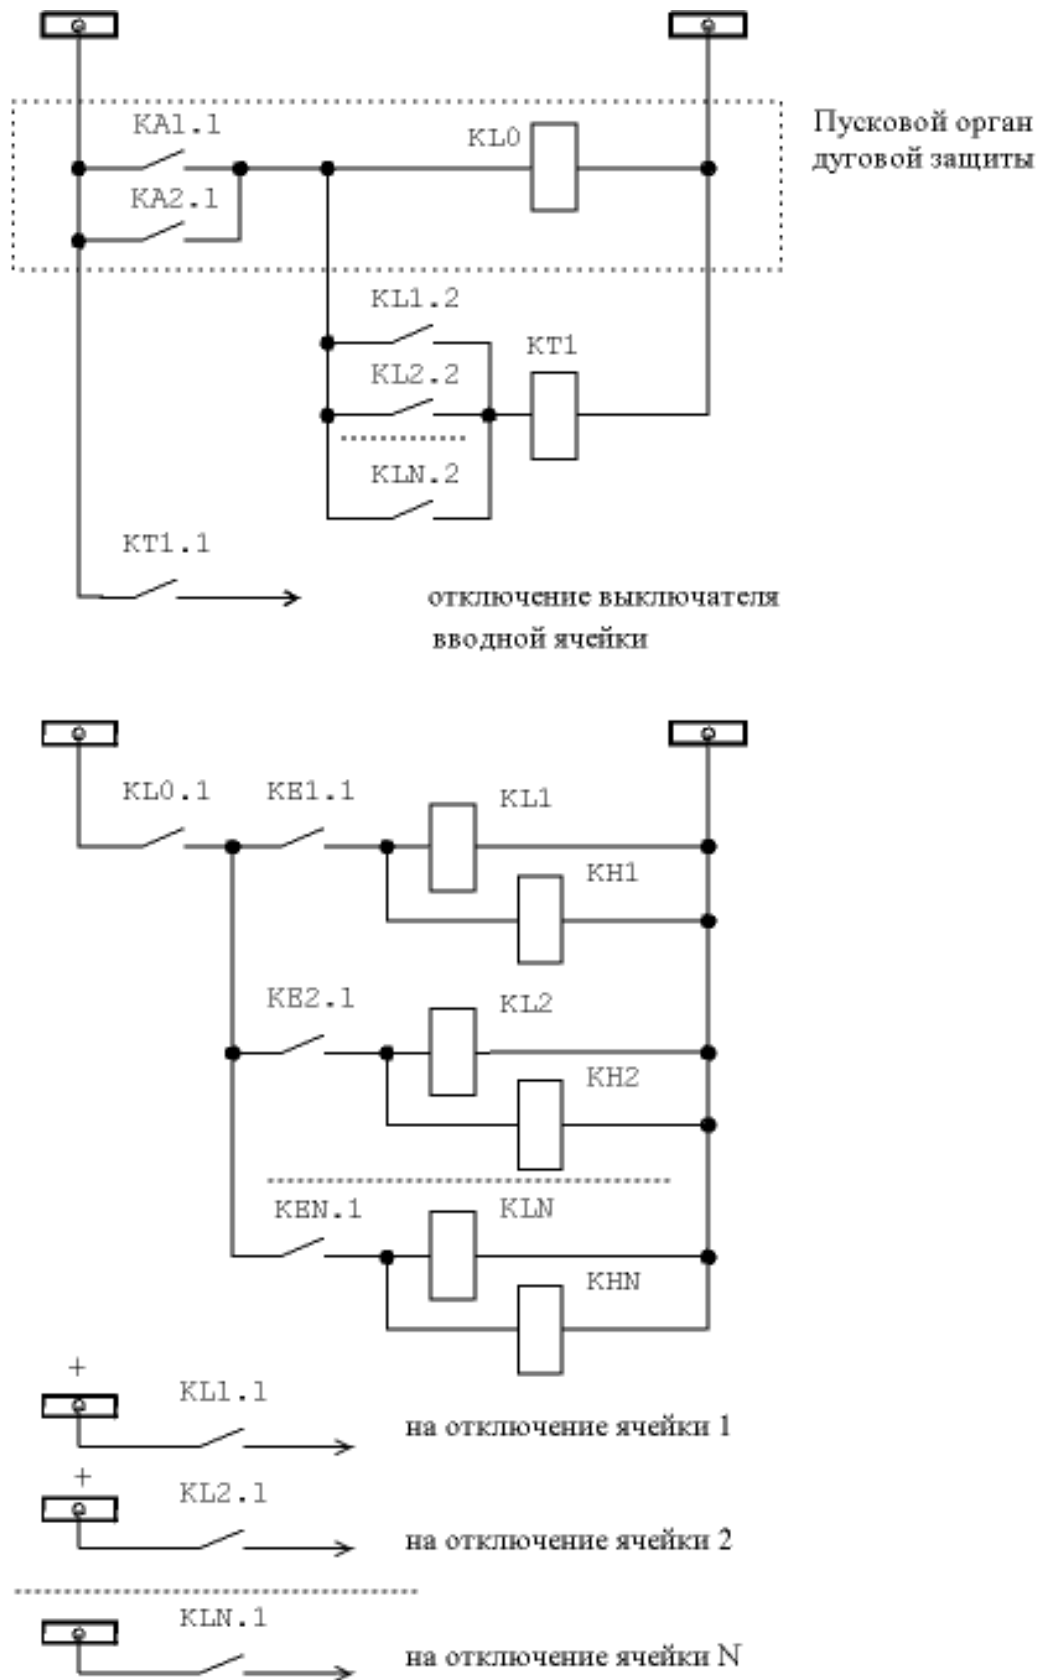 KA1.1
KL0
Пусковой орган
дуговой защиты
KA2.1
KL1.2
KT1
KL2.2
KLN.2
KT1.1
отключение выключателя
вводной ячейки
KL0.1
KE1.1
KL1
KH1
KE2.1
KL2
KH2
KEN.1
KLN
KHN
+
KL1.1
на отключение ячейки 1
+
KL2.1
на отключение ячейки 2
KLN.1
на отключение ячейки N